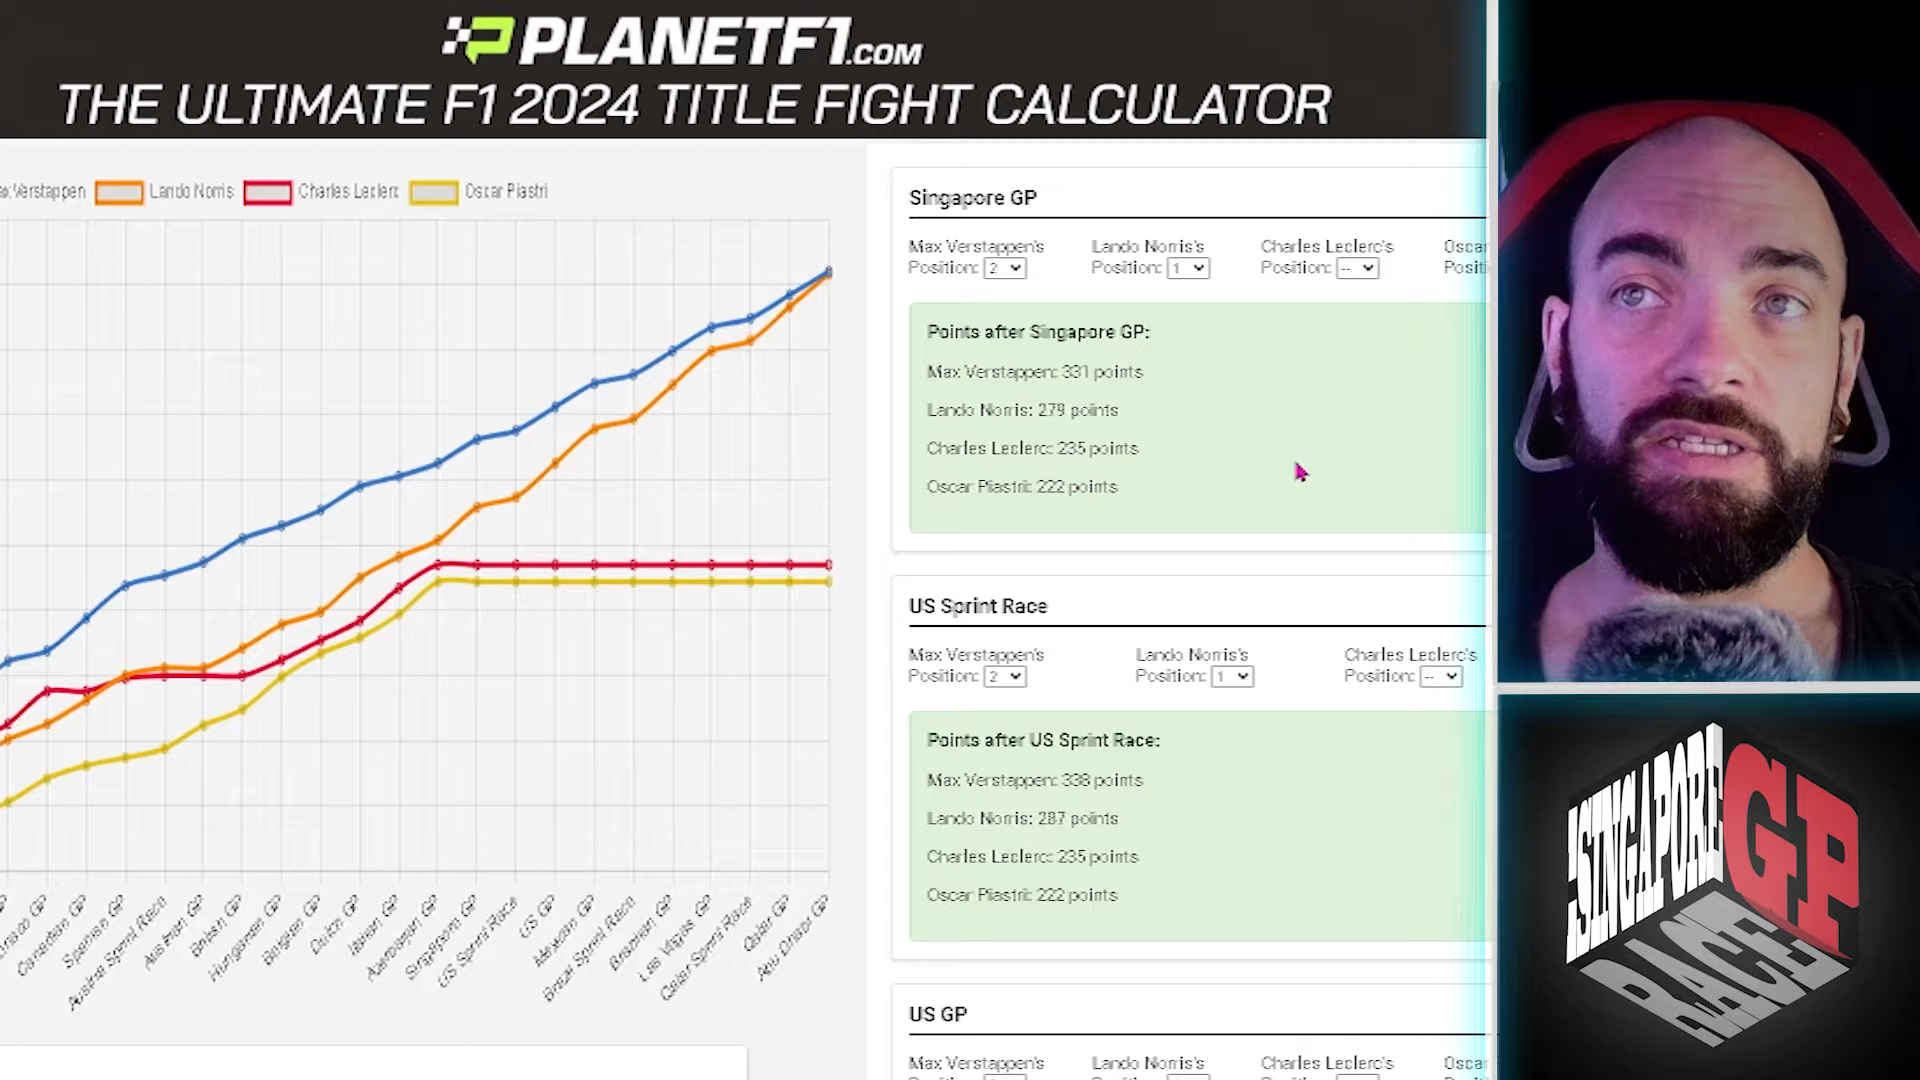 PLANETF1.COM
THE ULTIMATE F1 2024 TITLE FIGHT CALCULATOR
Verstappen Lando Norris Charles Leclerc Oscar Piastri
Singapore GP
Max Verstappen's Lando Norris's Charles Leclerc's Oscar
Position: 2 Position: 1 Position: --
Points after Singapore GP:
Max Verstappen: 331 points
Lando Norris: 279 points
Charles Leclerc: 235 points
Oscar Piastri: 222 points
US Sprint Race
Max Verstappen's Lando Norris's Charles Leclerc's
Position: 2 Position: 1 Position: --
Points after US Sprint Race:
Max Verstappen: 338 points
Lando Norris: 287 points
Charles Leclerc: 235 points
Oscar Piastri: 222 points
US GP
Max Verstappen's Lando Norris's Charles Leclerc's Oscar
Canadian GP
Spanish GP
Austria Sprint Race
Austrian GP
British GP
Hungarian GP
Belgian GP
Dutch GP
Italian GP
Azerbaijan GP
Singapore GP
US Sprint Race
US GP
Mexican GP
Brazil Sprint Race
Brazilian GP
Las Vegas GP
Qatar Sprint Race
Qatar GP
Abu Dhabi GP
SINGAPORE
GP
RACE